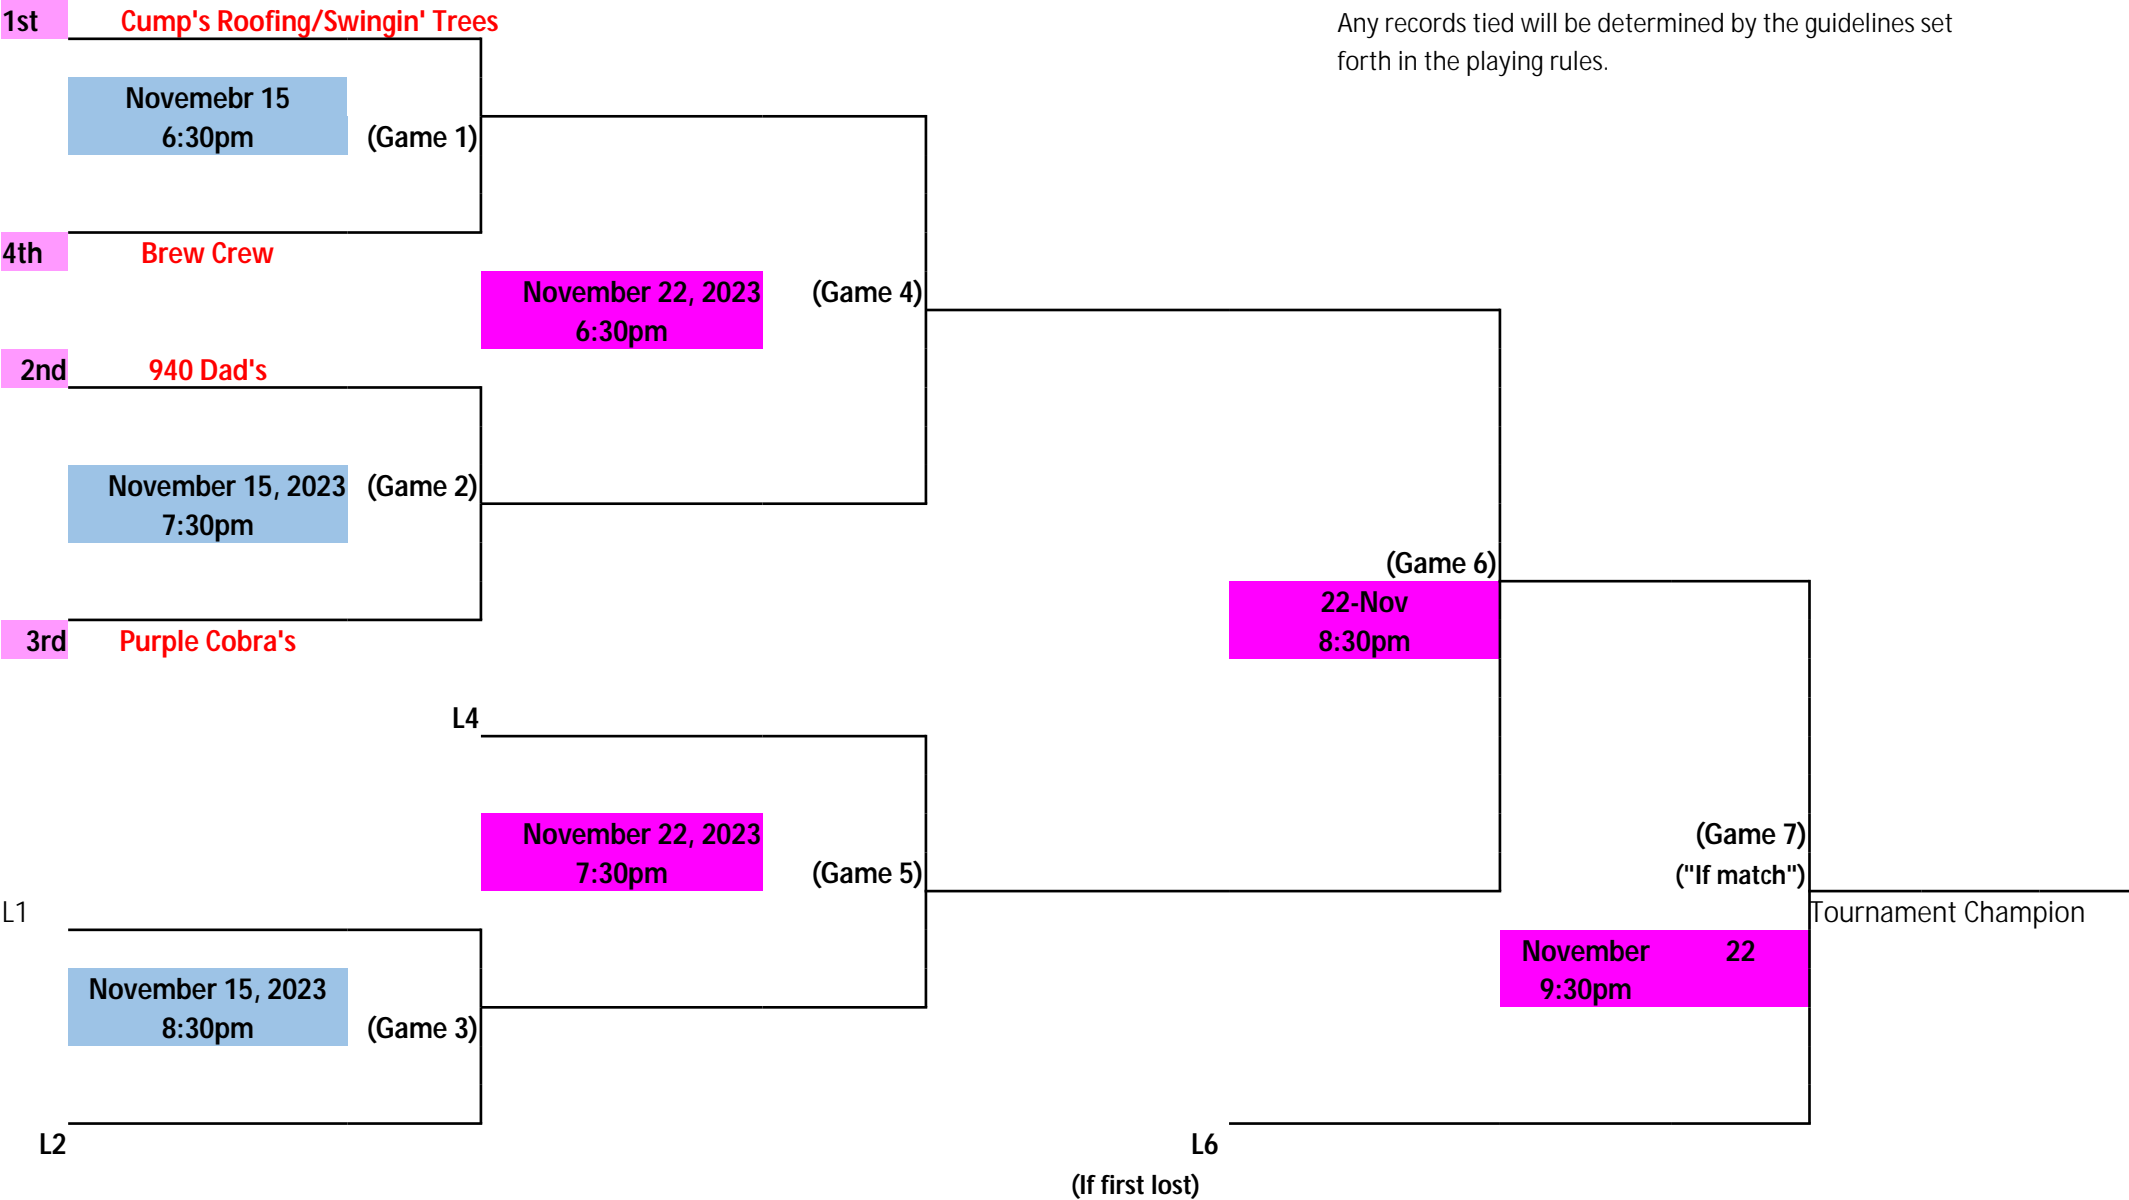 1st Cump's Roofing/Swingin' Trees
Any records tied will be determined by the guidelines set
forth in the playing rules.
Novemebr 15
6:30pm (Game 1)
4th Brew Crew
November 22, 2023 (Game 4)
6:30pm
2nd 940 Dad's
November 15, 2023 (Game 2)
7:30pm
(Game 6)
22-Nov
8:30pm
3rd Purple Cobra's
L4
November 22, 2023
7:30pm (Game 5)
(Game 7)
("If match")
L1
Tournament Champion
November 22
9:30pm
November 15, 2023
8:30pm (Game 3)
L2
L6
(If first lost)